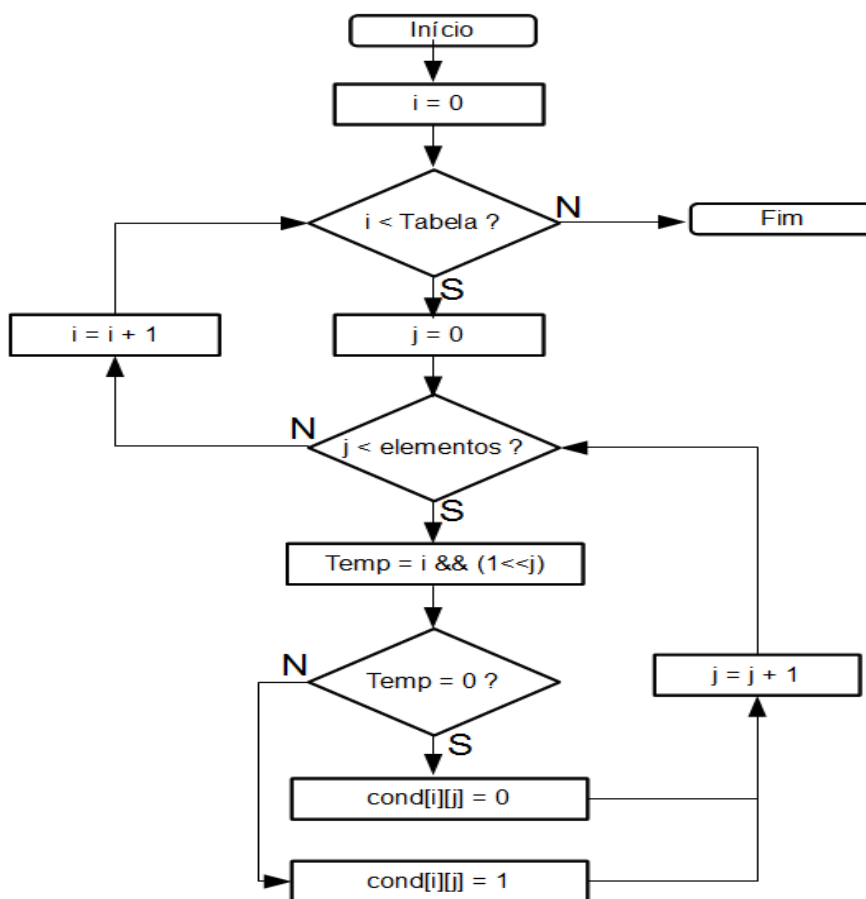 Início
i = 0
i < Tabela ?
N
Fim
S
i = i + 1
j = 0
N
j < elementos ?
S
Temp = i && (1<<j)
N
Temp = 0 ?
j = j + 1
S
cond[i][j] = 0
cond[i][j] = 1